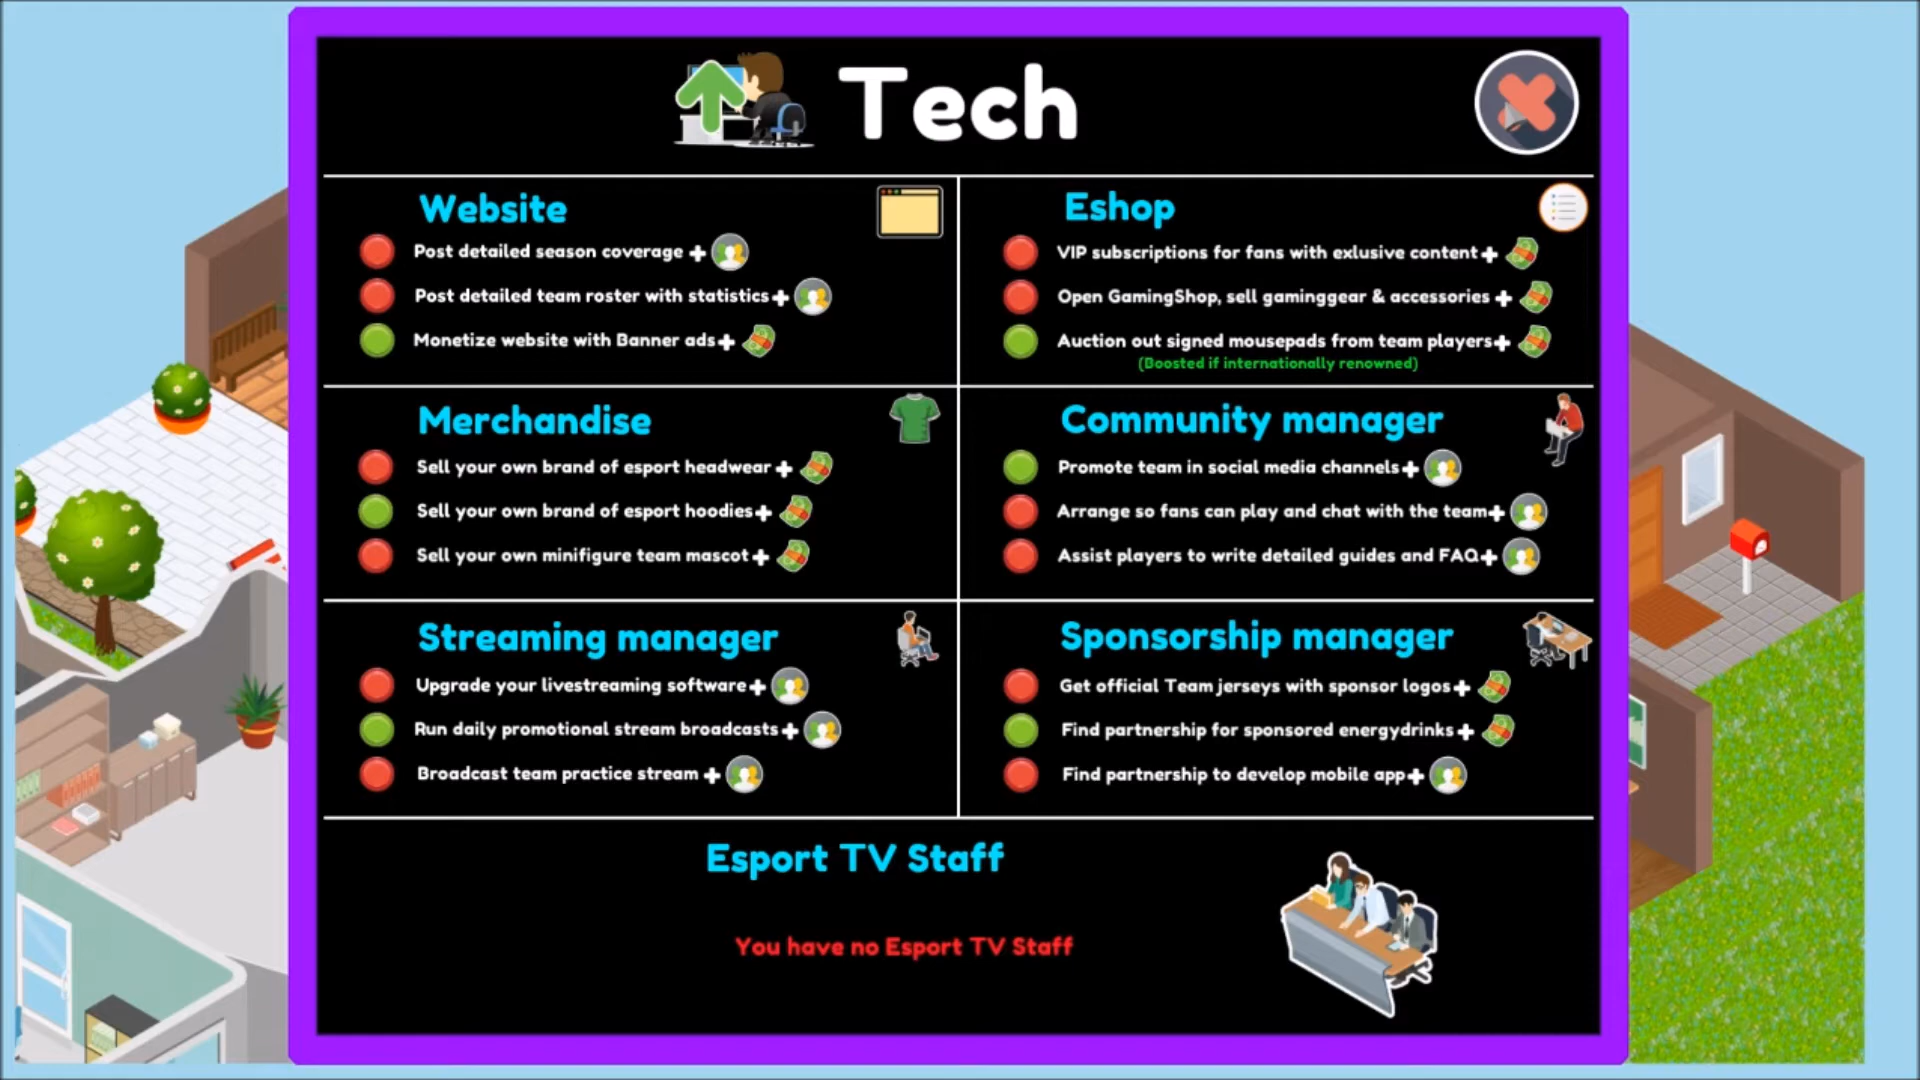 Tech
Website
Post detailed season coverage +
Post detailed team roster with statistics+
Monetize website with Banner ads+
Eshop
VIP subscriptions for fans with exlusive content+
Open GamingShop, sell gaminggear & accessories +
Auction out signed mousepads from team players+
(Boosted if internationally renowned)
Merchandise
Sell your own brand of esport headwear +
Sell your own brand of esport hoodies+
Sell your own minifigure team mascot +
Community manager
Promote team in social media channels+
Arrange so fans can play and chat with the team+
Assist players to write detailed guides and FAQ+
Streaming manager
Upgrade your livestreaming software+
Run daily promotional stream broadcasts +
Broadcast team practice stream +
Sponsorship manager
Get official Team jerseys with sponsor logos+
Find partnership for sponsored energydrinks +
Find partnership to develop mobile app+
Esport TV Staff
You have no Esport TV Staff